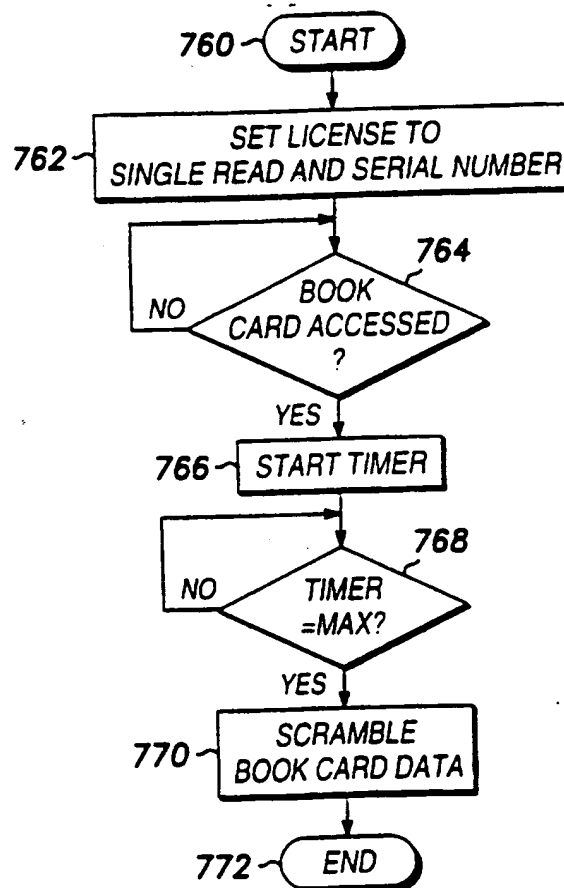 760
START
762
SET LICENSE TO
SINGLE READ AND SERIAL NUMBER
764
BOOK
CARD ACCESSED
?
NO
YES
766
START TIMER
768
TIMER
=MAX?
NO
YES
770
SCRAMBLE
BOOK CARD DATA
772
END